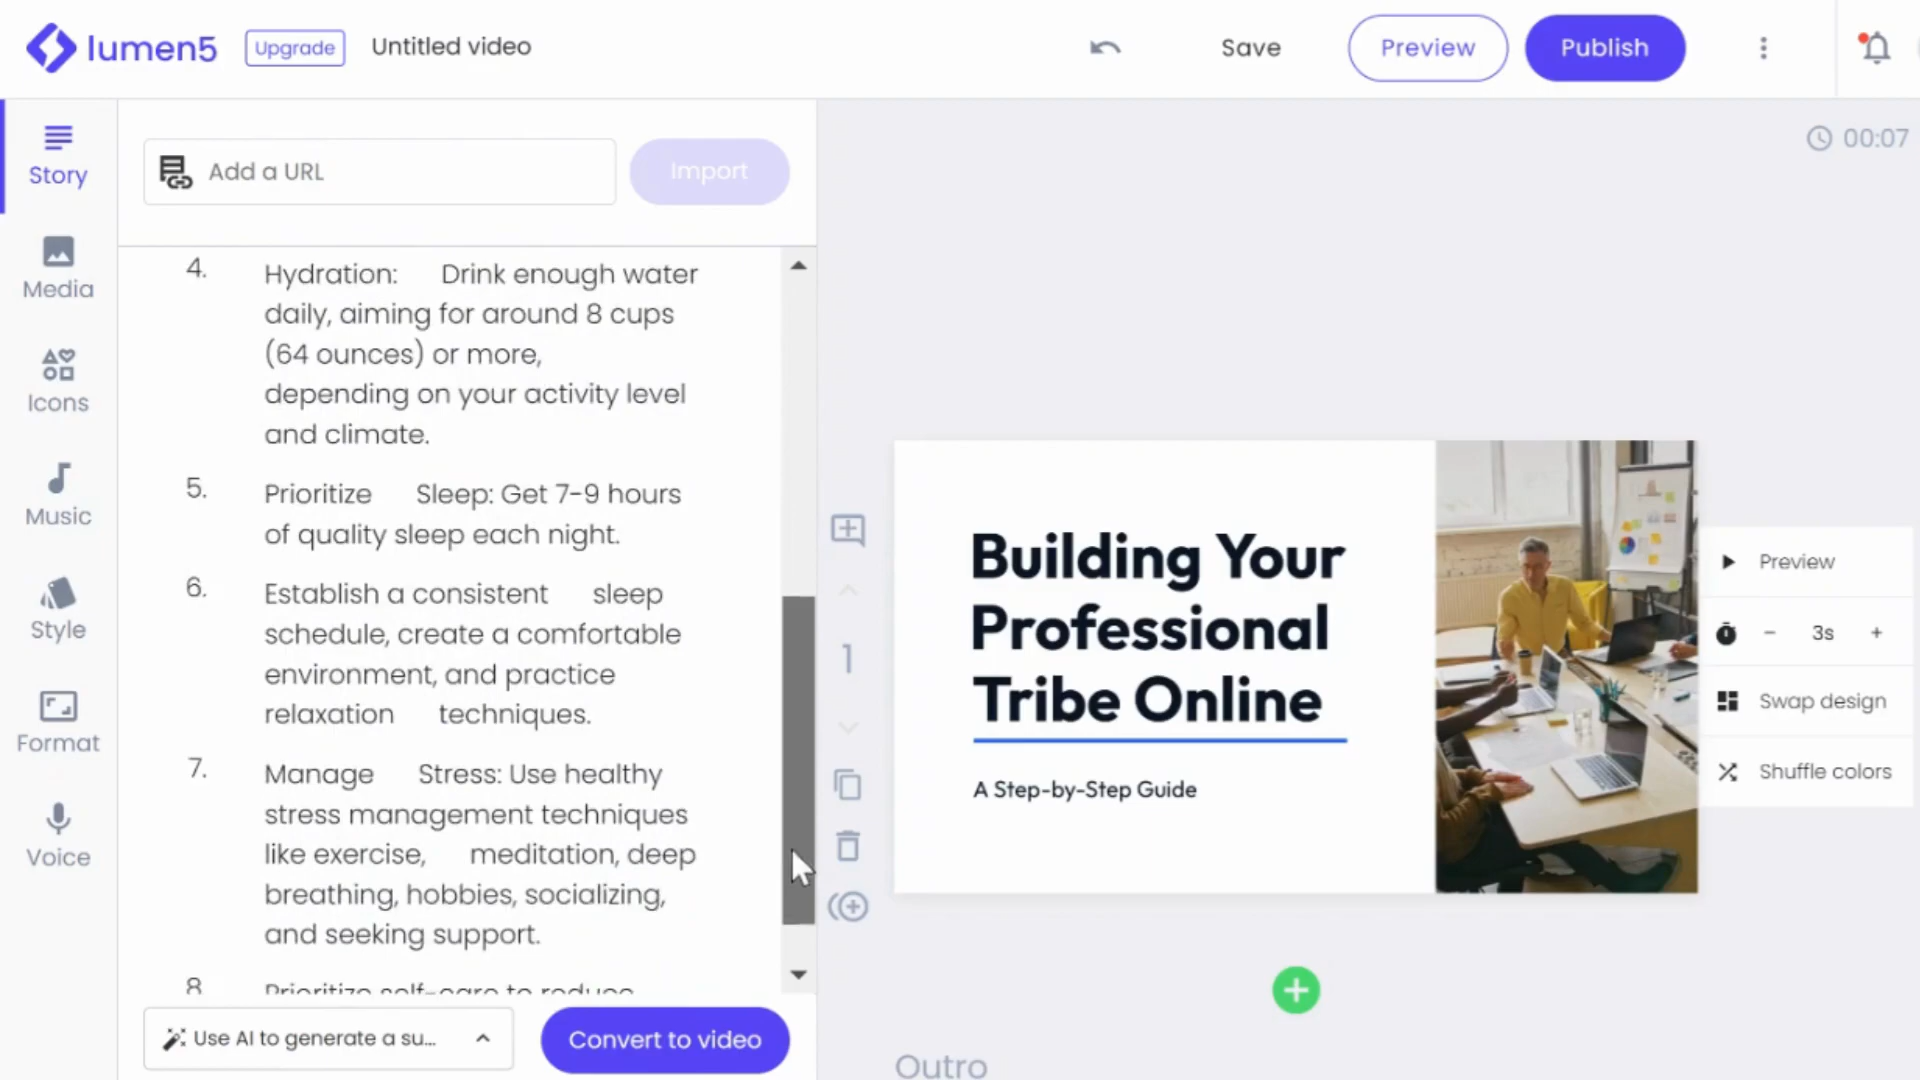 lumen5
Upgrade
Untitled video
Save
Preview
Publish
Story
Media
Icons
Music
Style
Format
Voice
Add a URL
Import
4. Hydration: Drink enough water
daily, aiming for around 8 cups
(64 ounces) or more,
depending on your activity level
and climate.
5. Prioritize Sleep: Get 7-9 hours
of quality sleep each night.
6. Establish a consistent sleep
schedule, create a comfortable
environment, and practice
relaxation techniques.
7. Manage Stress: Use healthy
stress management techniques
like exercise, meditation, deep
breathing, hobbies, socializing,
and seeking support.
8. Prioritize self-care to reduce
Use AI to generate a su...
Convert to video
00:07
1
Building Your
Professional
Tribe Online
A Step-by-Step Guide
Preview
− 3s +
Swap design
Shuffle colors
Outro